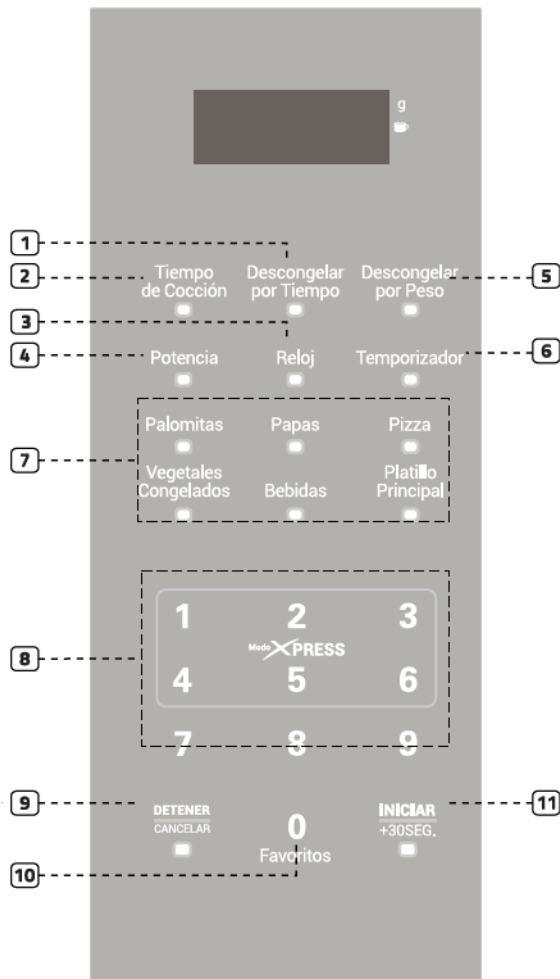 g
1
2
Tiempo
de Cocción
Descongelar
por Tiempo
Descongelar
por Peso
5
3
4
Potencia
Reloj
Temporizador
6
7
Palomitas
Papas
Pizza
Vegetales
Congelados
Bebidas
Platillo
Principal
8
1
2
3
Modo XPRESS
4
5
6
7
8
9
9
DETENER
CANCELAR
10
0
Favoritos
INICIAR
+30SEG.
11